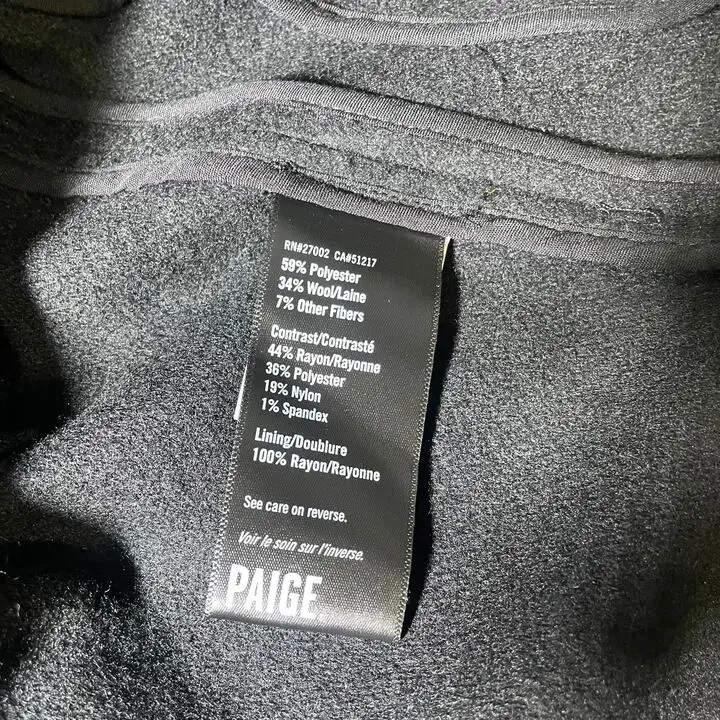 RN#27002 CA#51217
59% Polyester
34% Wool/Laine
7% Other Fibers
Contrast/Contrasté
44% Rayon/Rayonne
36% Polyester
19% Nylon
1% Spandex
Lining/Doublure
100% Rayon/Rayonne
See care on reverse.
Voir le soin sur l'inverse.
PAIGE